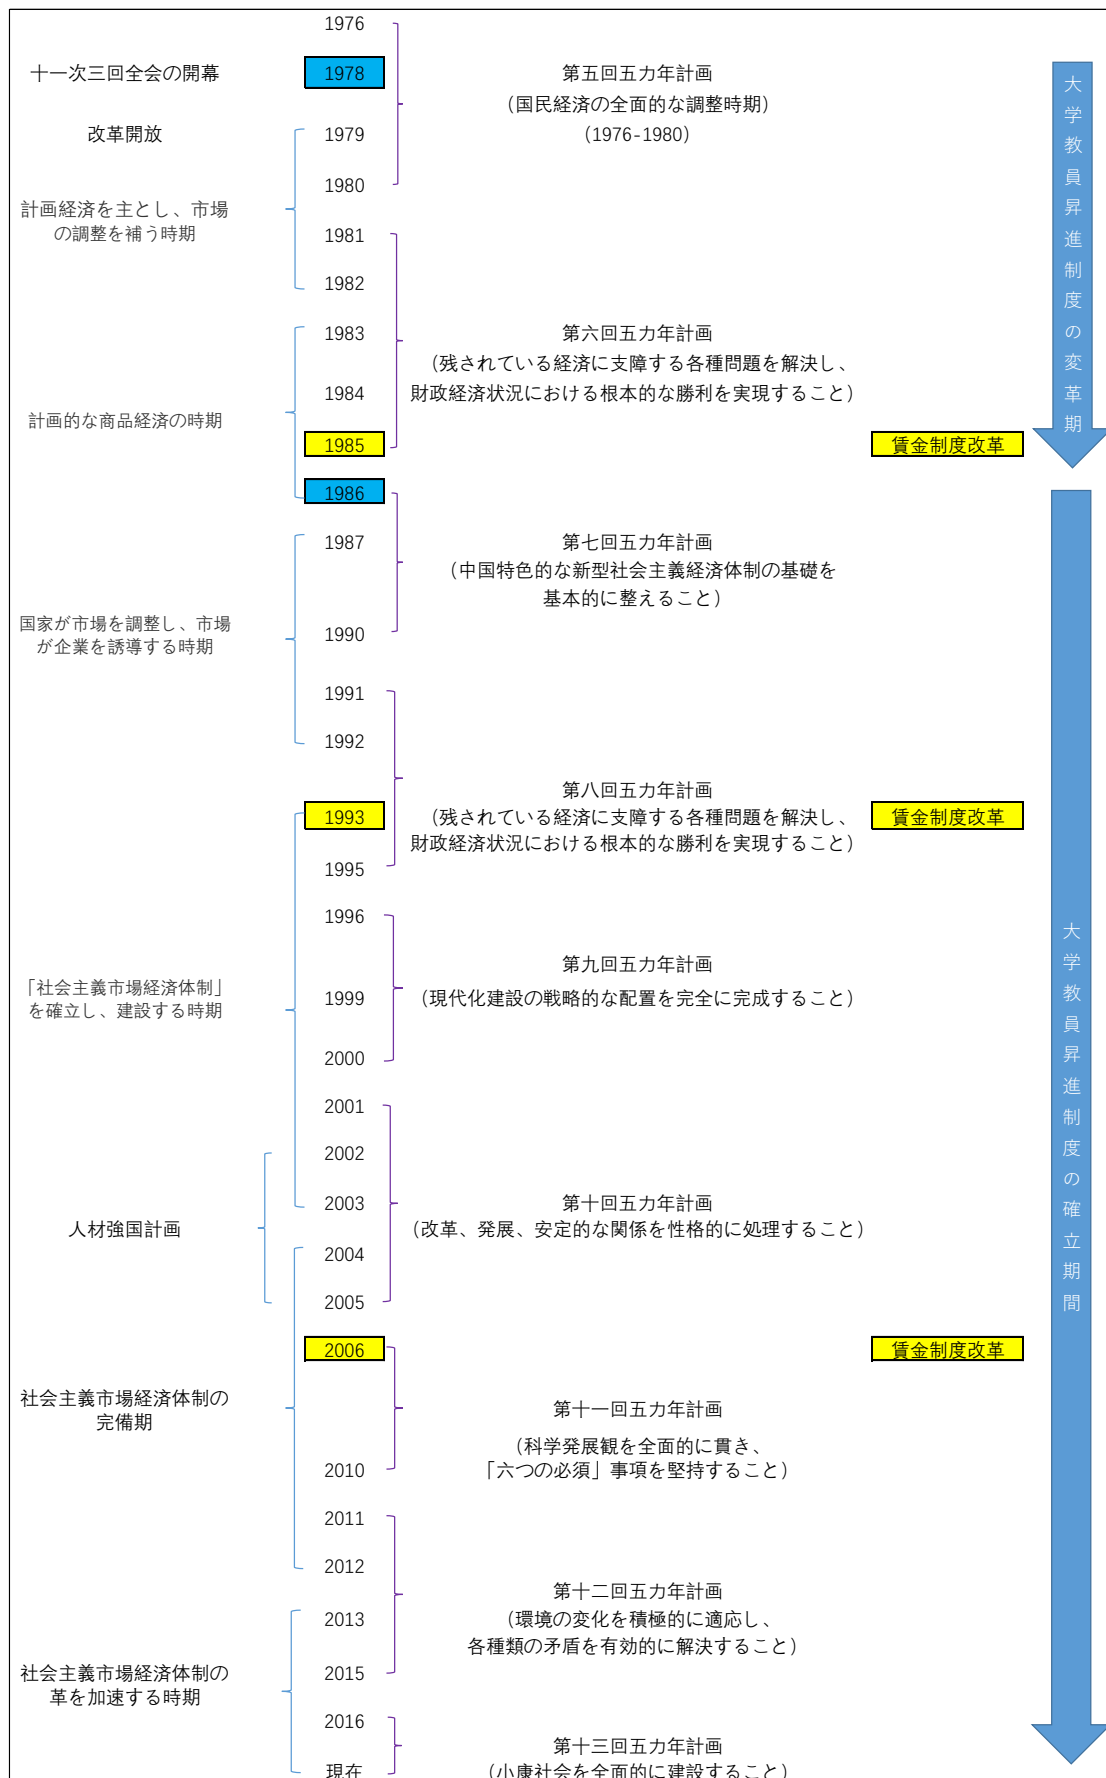 1976
十一次三回全会の開幕
1978
第五回五カ年計画
(国民経済の全面的な調整時期)
(1976-1980)
改革開放
1979
1980
計画経済を主とし、市場
の調整を補う時期
1981
1982
1983
第六回五カ年計画
(残されている経済に支障する各種問題を解決し、
財政経済状況における根本的な勝利を実現すること)
1984
計画的な商品経済の時期
1985
賃金制度改革
大学教員昇進制度の変革期
1986
1987
第七回五カ年計画
(中国特色的な新型社会主義経済体制の基礎を
基本的に整えること)
国家が市場を調整し、市場
が企業を誘導する時期
1990
1991
1992
第八回五カ年計画
(残されている経済に支障する各種問題を解決し、
財政経済状況における根本的な勝利を実現すること)
1993
賃金制度改革
1995
1996
第九回五カ年計画
(現代化建設の戦略的な配置を完全に完成すること)
「社会主義市場経済体制」
を確立し、建設する時期
1999
2000
2001
2002
2003
第十回五カ年計画
(改革、発展、安定的な関係を性格的に処理すること)
人材強国計画
2004
2005
2006
賃金制度改革
大学教員昇進制度の確立期間
社会主義市場経済体制の
完備期
第十一回五カ年計画
(科学発展観を全面的に貫き、
「六つの必須」事項を堅持すること)
2010
2011
2012
第十二回五カ年計画
(環境の変化を積極的に適応し、
各種類の矛盾を有効的に解決すること)
2013
2015
社会主義市場経済体制の
革を加速する時期
2016
第十三回五カ年計画
(小康社会を全面的に建設すること)
現在